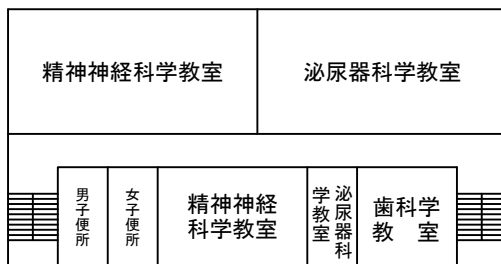 精神神経科学教室
泌尿器科学教室
男子便所
女子便所
精神神経
科学教室
泌尿器科
学教室
歯科学
教　室